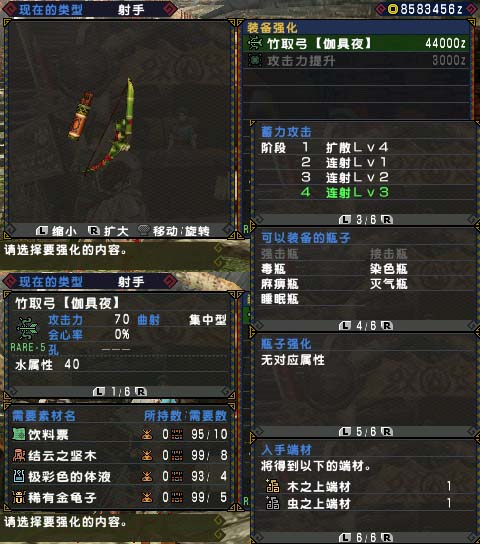 现在的类型 射手
缩小 R 扩大 移动:旋转
请选择要强化的内容。
8583456z
装备强化
竹取弓【伽具夜】 44000z
攻击力提升 3000z
蓄力攻击
阶段 1 扩散Lv4
2 连射Lv1
3 连射Lv2
4 连射Lv3
L 3/6 R
可以装备的瓶子
强击瓶 接击瓶
毒瓶 染色瓶
麻痹瓶 灭气瓶
睡眠瓶
L 4/6 R
瓶子强化
无对应属性
L 5/6 R
入手端材
将得到以下的端材。
木之上端材 1
虫之上端材 1
L 6/6 R
现在的类型 射手
竹取弓【伽具夜】
攻击力 70 曲射 集中型
会心率 0%
RARE-5 孔 ---
水属性 40
L 1/6 R
需要素材名 所持数:需要数
饮料票 0 95/10
结云之坚木 0 99/ 8
极彩色的体液 0 93/ 4
稀有金龟子 0 99/ 5
请选择要强化的内容。